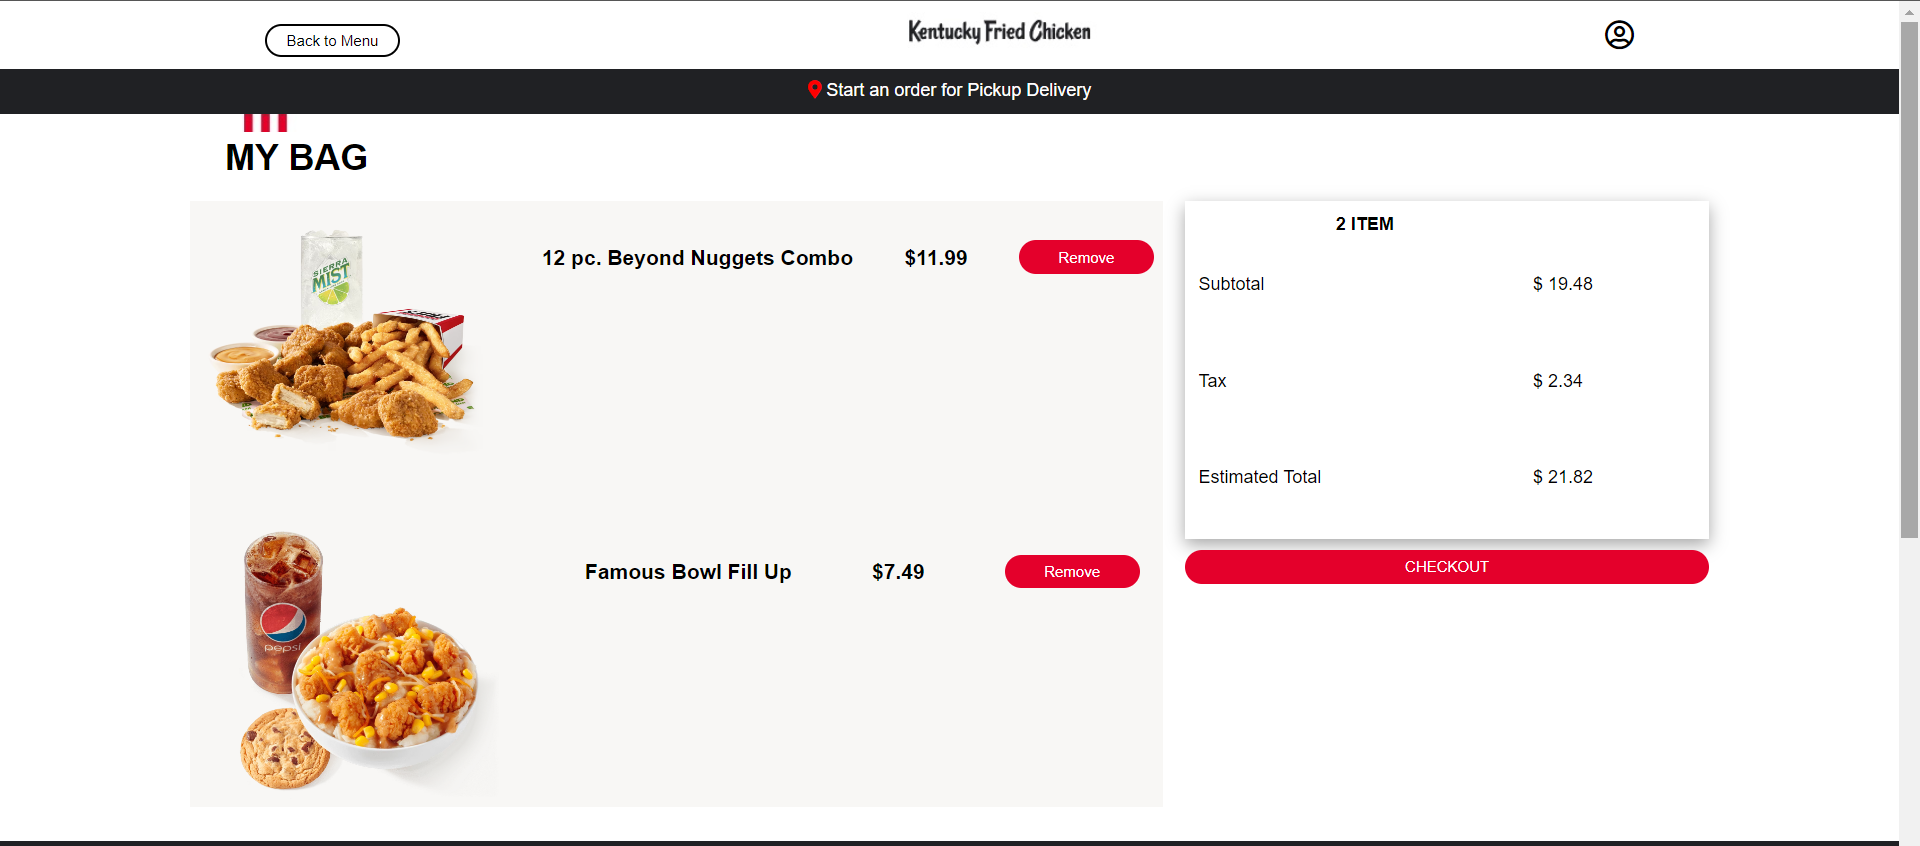 Back to Menu
Kentucky Fried Chicken
Start an order for Pickup Delivery
MY BAG
SIERRA
MIST
12 pc. Beyond Nuggets Combo $11.99 Remove
pepsi
Famous Bowl Fill Up $7.49 Remove
2 ITEM
Subtotal $ 19.48
Tax $ 2.34
Estimated Total $ 21.82
CHECKOUT